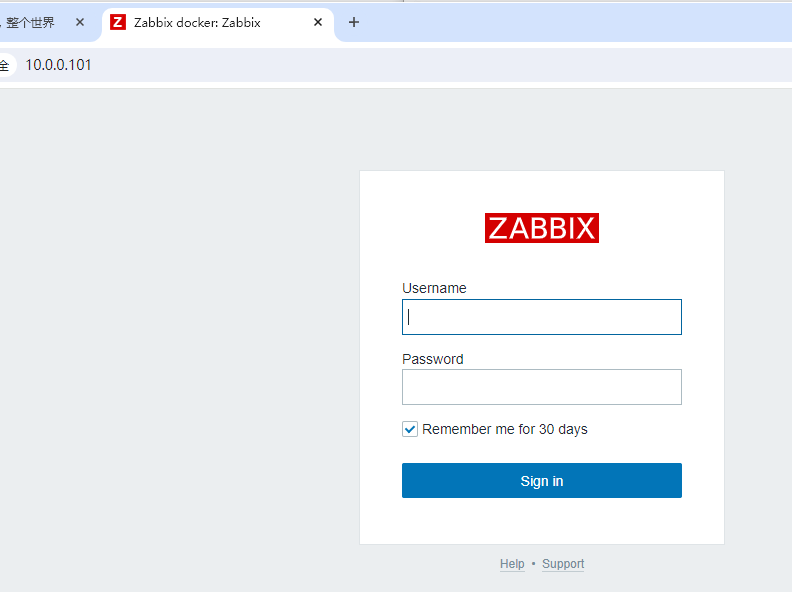 ，整个世界
Z Zabbix docker: Zabbix
全 10.0.0.101
ZABBIX
Username
Password
Remember me for 30 days
Sign in
Help • Support